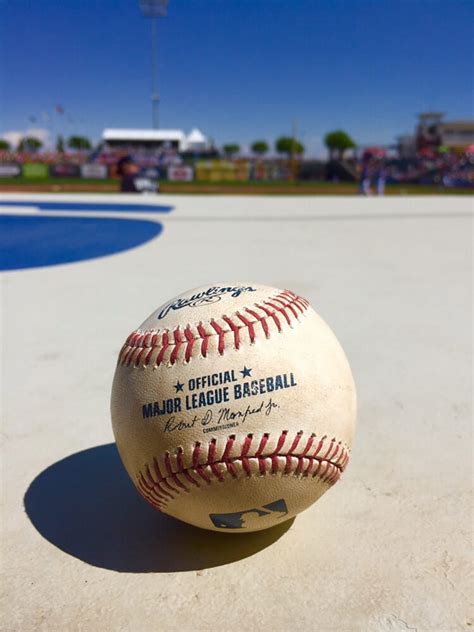 Rawlings
OFFICIAL
MAJOR LEAGUE BASEBALL
Robert D. Manfred Jr.
COMMISSIONER